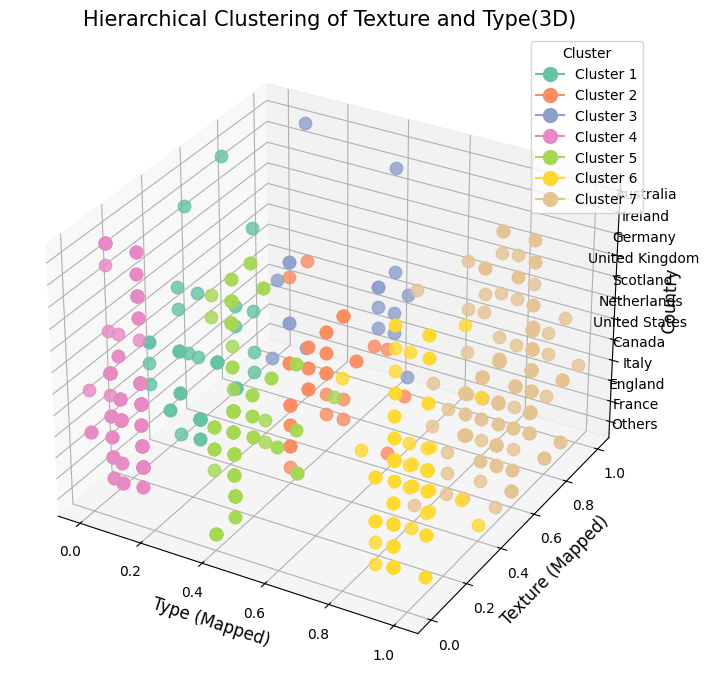 Hierarchical Clustering of Texture and Type(3D)
Cluster
Cluster 1
Cluster 2
Cluster 3
Cluster 4
Cluster 5
Cluster 6
Cluster 7
Australia
Ireland
Germany
United Kingdom
Scotland
Netherlands
United States
Canada
Italy
England
France
Others
Country
0.0
0.2
0.4
0.6
0.8
1.0
Type (Mapped)
0.0
0.2
0.4
0.6
0.8
1.0
Texture (Mapped)